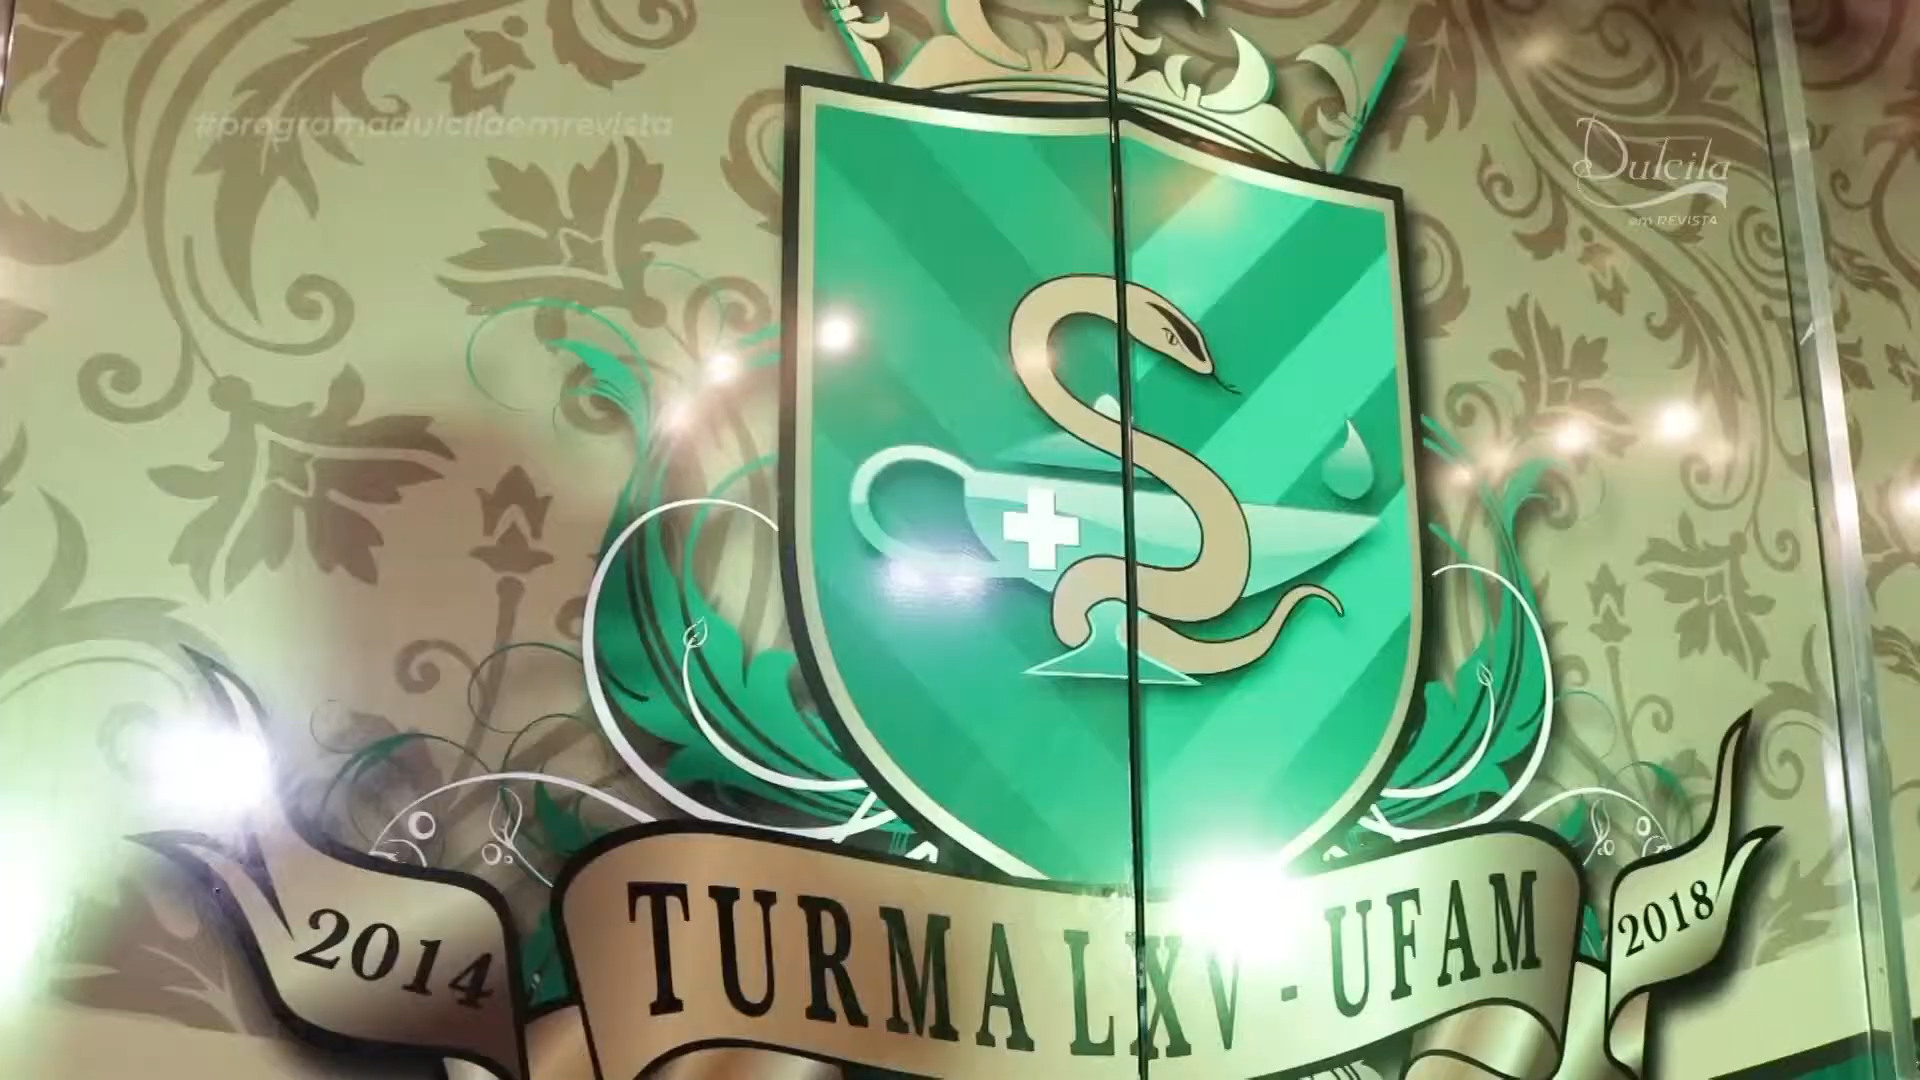 #programadulcilaemrevista
Dulcila
em REVISTA
2014
TURMA LXV - UFAM
2018